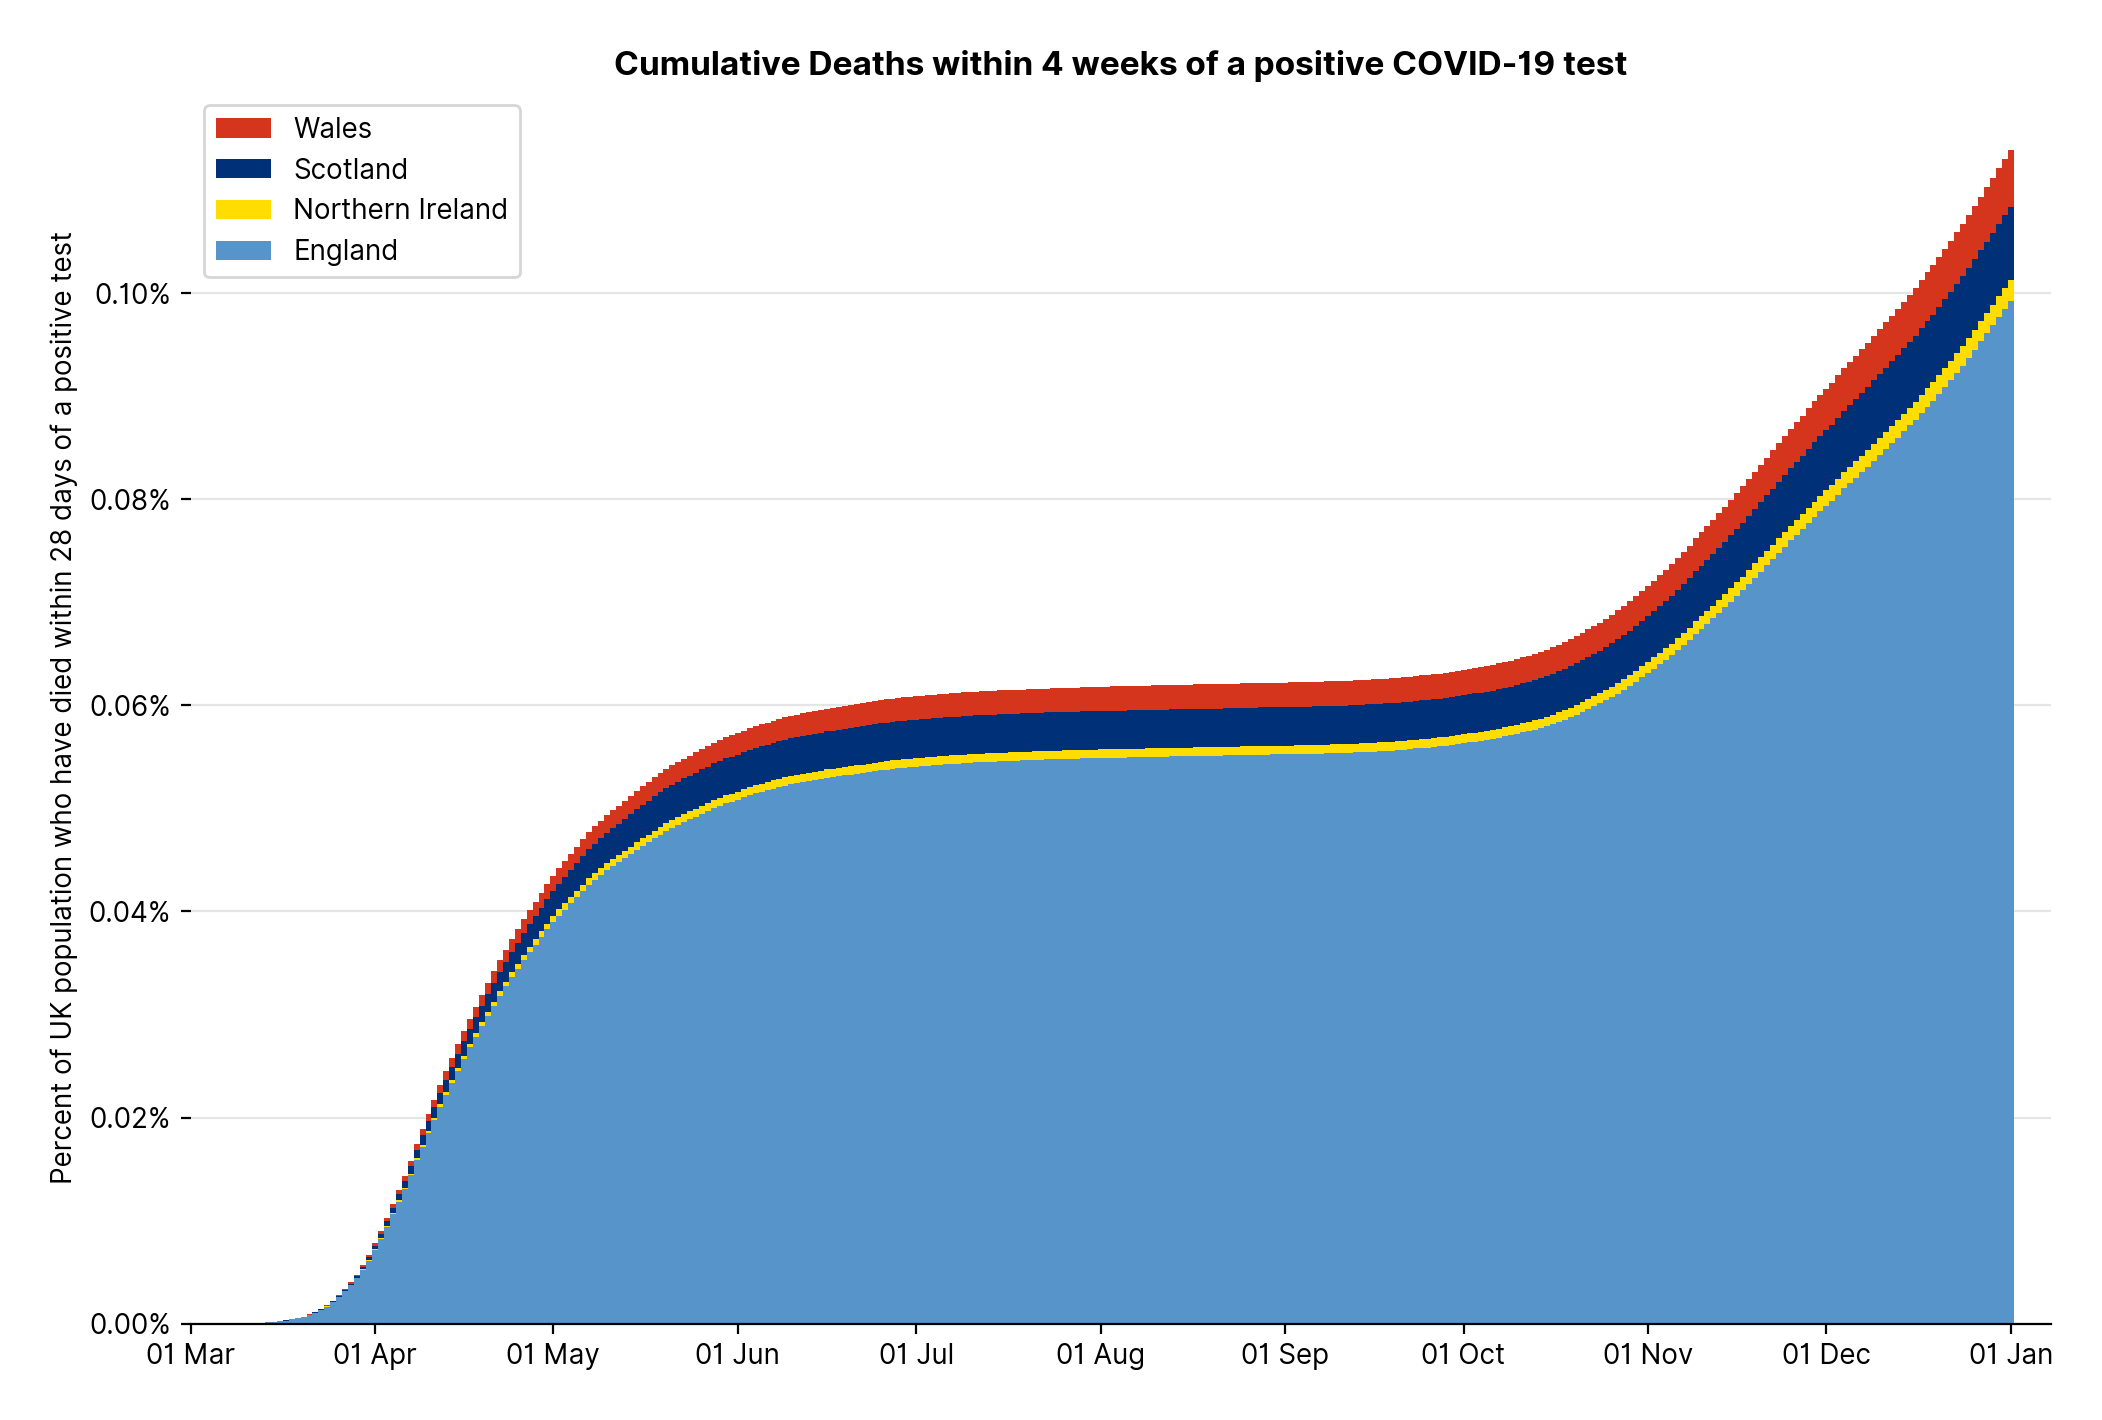 Cumulative Deaths within 4 weeks of a positive COVID-19 test
Wales
Scotland
Northern Ireland
England
Percent of UK population who have died within 28 days of a positive test
0.10%
0.08%
0.06%
0.04%
0.02%
0.00%
01 Mar
01 Apr
01 May
01 Jun
01 Jul
01 Aug
01 Sep
01 Oct
01 Nov
01 Dec
01 Jan